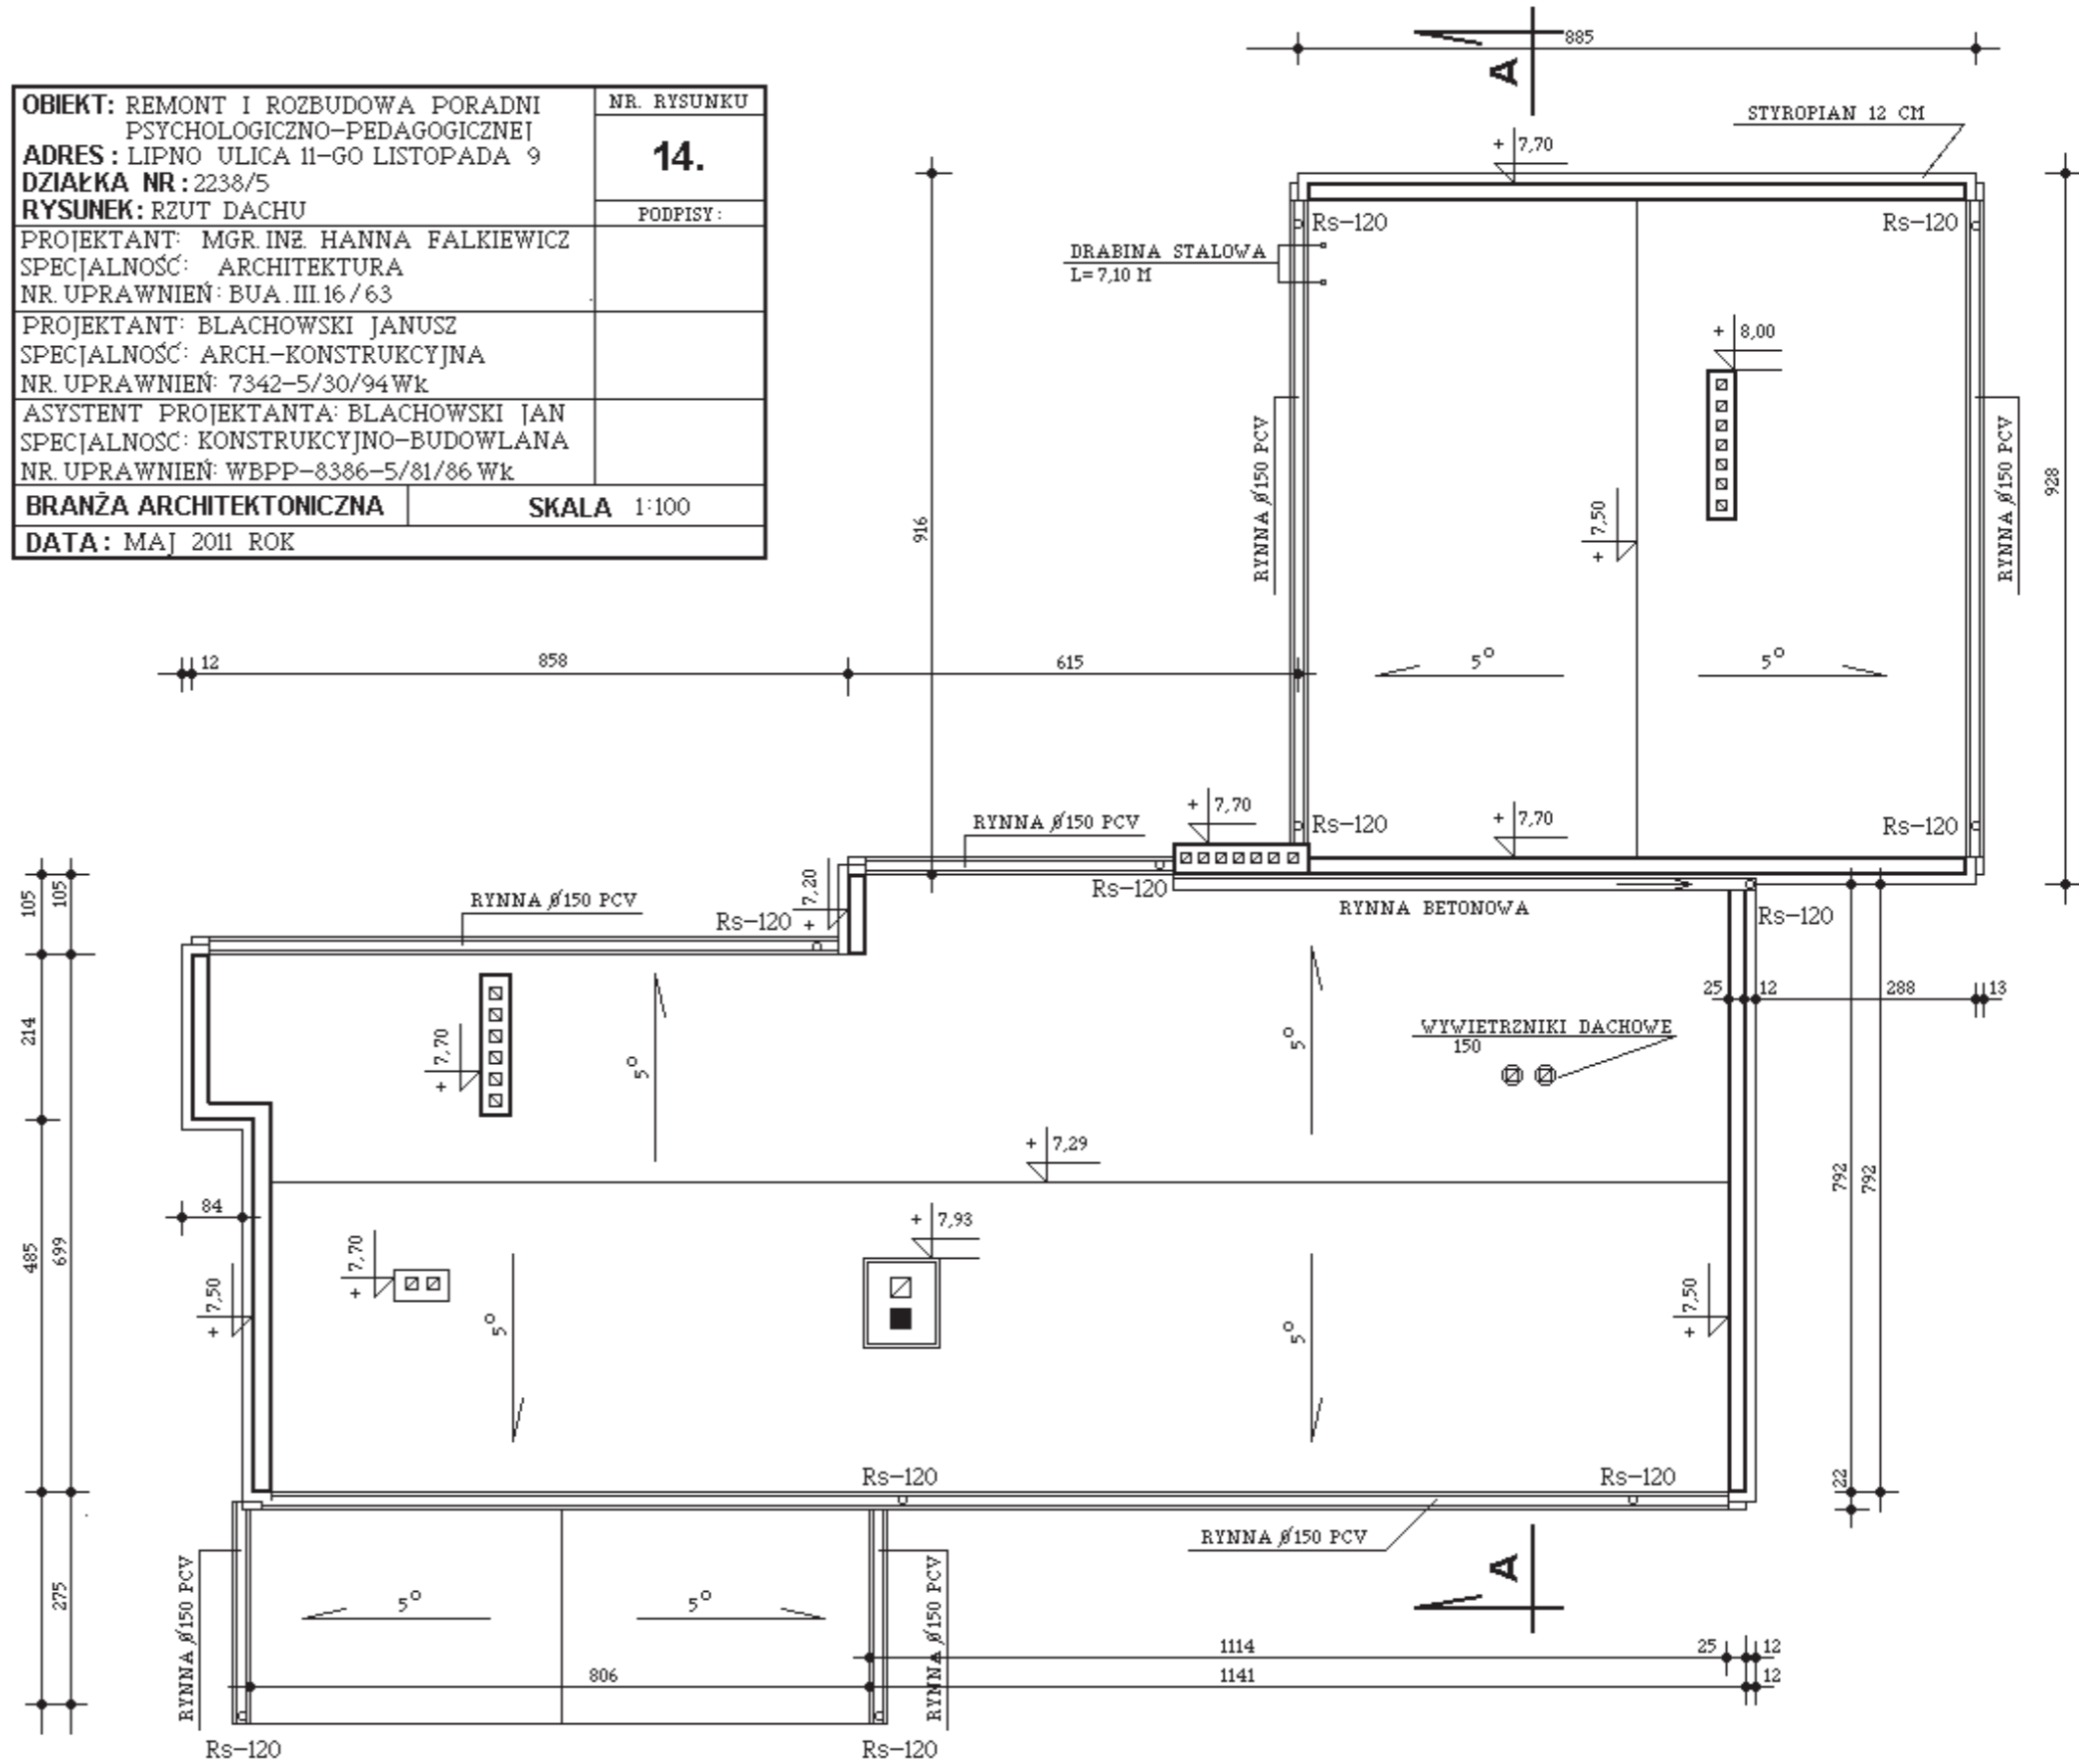 OBIEKT: REMONT I ROZBUDOWA PORADNI
PSYCHOLOGICZNO-PEDAGOGICZNEJ
ADRES: LIPNO ULICA 11-GO LISTOPADA 9
DZIAŁKA NR: 2238/5
RYSUNEK: RZUT DACHU
NR. RYSUNKU
14.
PODPISY:
PROJEKTANT: MGR. INŻ. HANNA FALKIEWICZ
SPECJALNOŚĆ: ARCHITEKTURA
NR. UPRAWNIEŃ: BUA.III.16/63
PROJEKTANT: BLACHOWSKI JANUSZ
SPECJALNOŚĆ: ARCH.-KONSTRUKCYJNA
NR. UPRAWNIEŃ: 7342-5/30/94Wk
ASYSTENT PROJEKTANTA: BLACHOWSKI JAN
SPECJALNOŚĆ: KONSTRUKCYJNO-BUDOWLANA
NR. UPRAWNIEŃ: WBPP-8386-5/81/86 Wk
BRANŻA ARCHITEKTONICZNA
SKALA 1:100
DATA: MAJ 2011 ROK
885
A
STYROPIAN 12 CM
+ 7,70
Rs-120
Rs-120
DRABINA STALOWA
L=7,10 M
+ 8,00
RYNNA Ø150 PCV
RYNNA Ø150 PCV
928
916
+ 7,50
5°
5°
12
858
615
+ 7,70
+ 7,70
Rs-120
Rs-120
RYNNA Ø150 PCV
Rs-120
RYNNA BETONOWA
Rs-120
105
105
RYNNA Ø150 PCV
Rs-120
+ 7,20
25
12
288
13
214
+ 7,70
5°
5°
WYWIETRZNIKI DACHOWE
150
+ 7,29
792
792
84
485
699
+ 7,70
+ 7,93
+ 7,50
5°
5°
+ 7,50
Rs-120
Rs-120
22
RYNNA Ø150 PCV
A
275
RYNNA Ø150 PCV
5°
5°
RYNNA Ø150 PCV
1114
25
12
806
1141
12
Rs-120
Rs-120